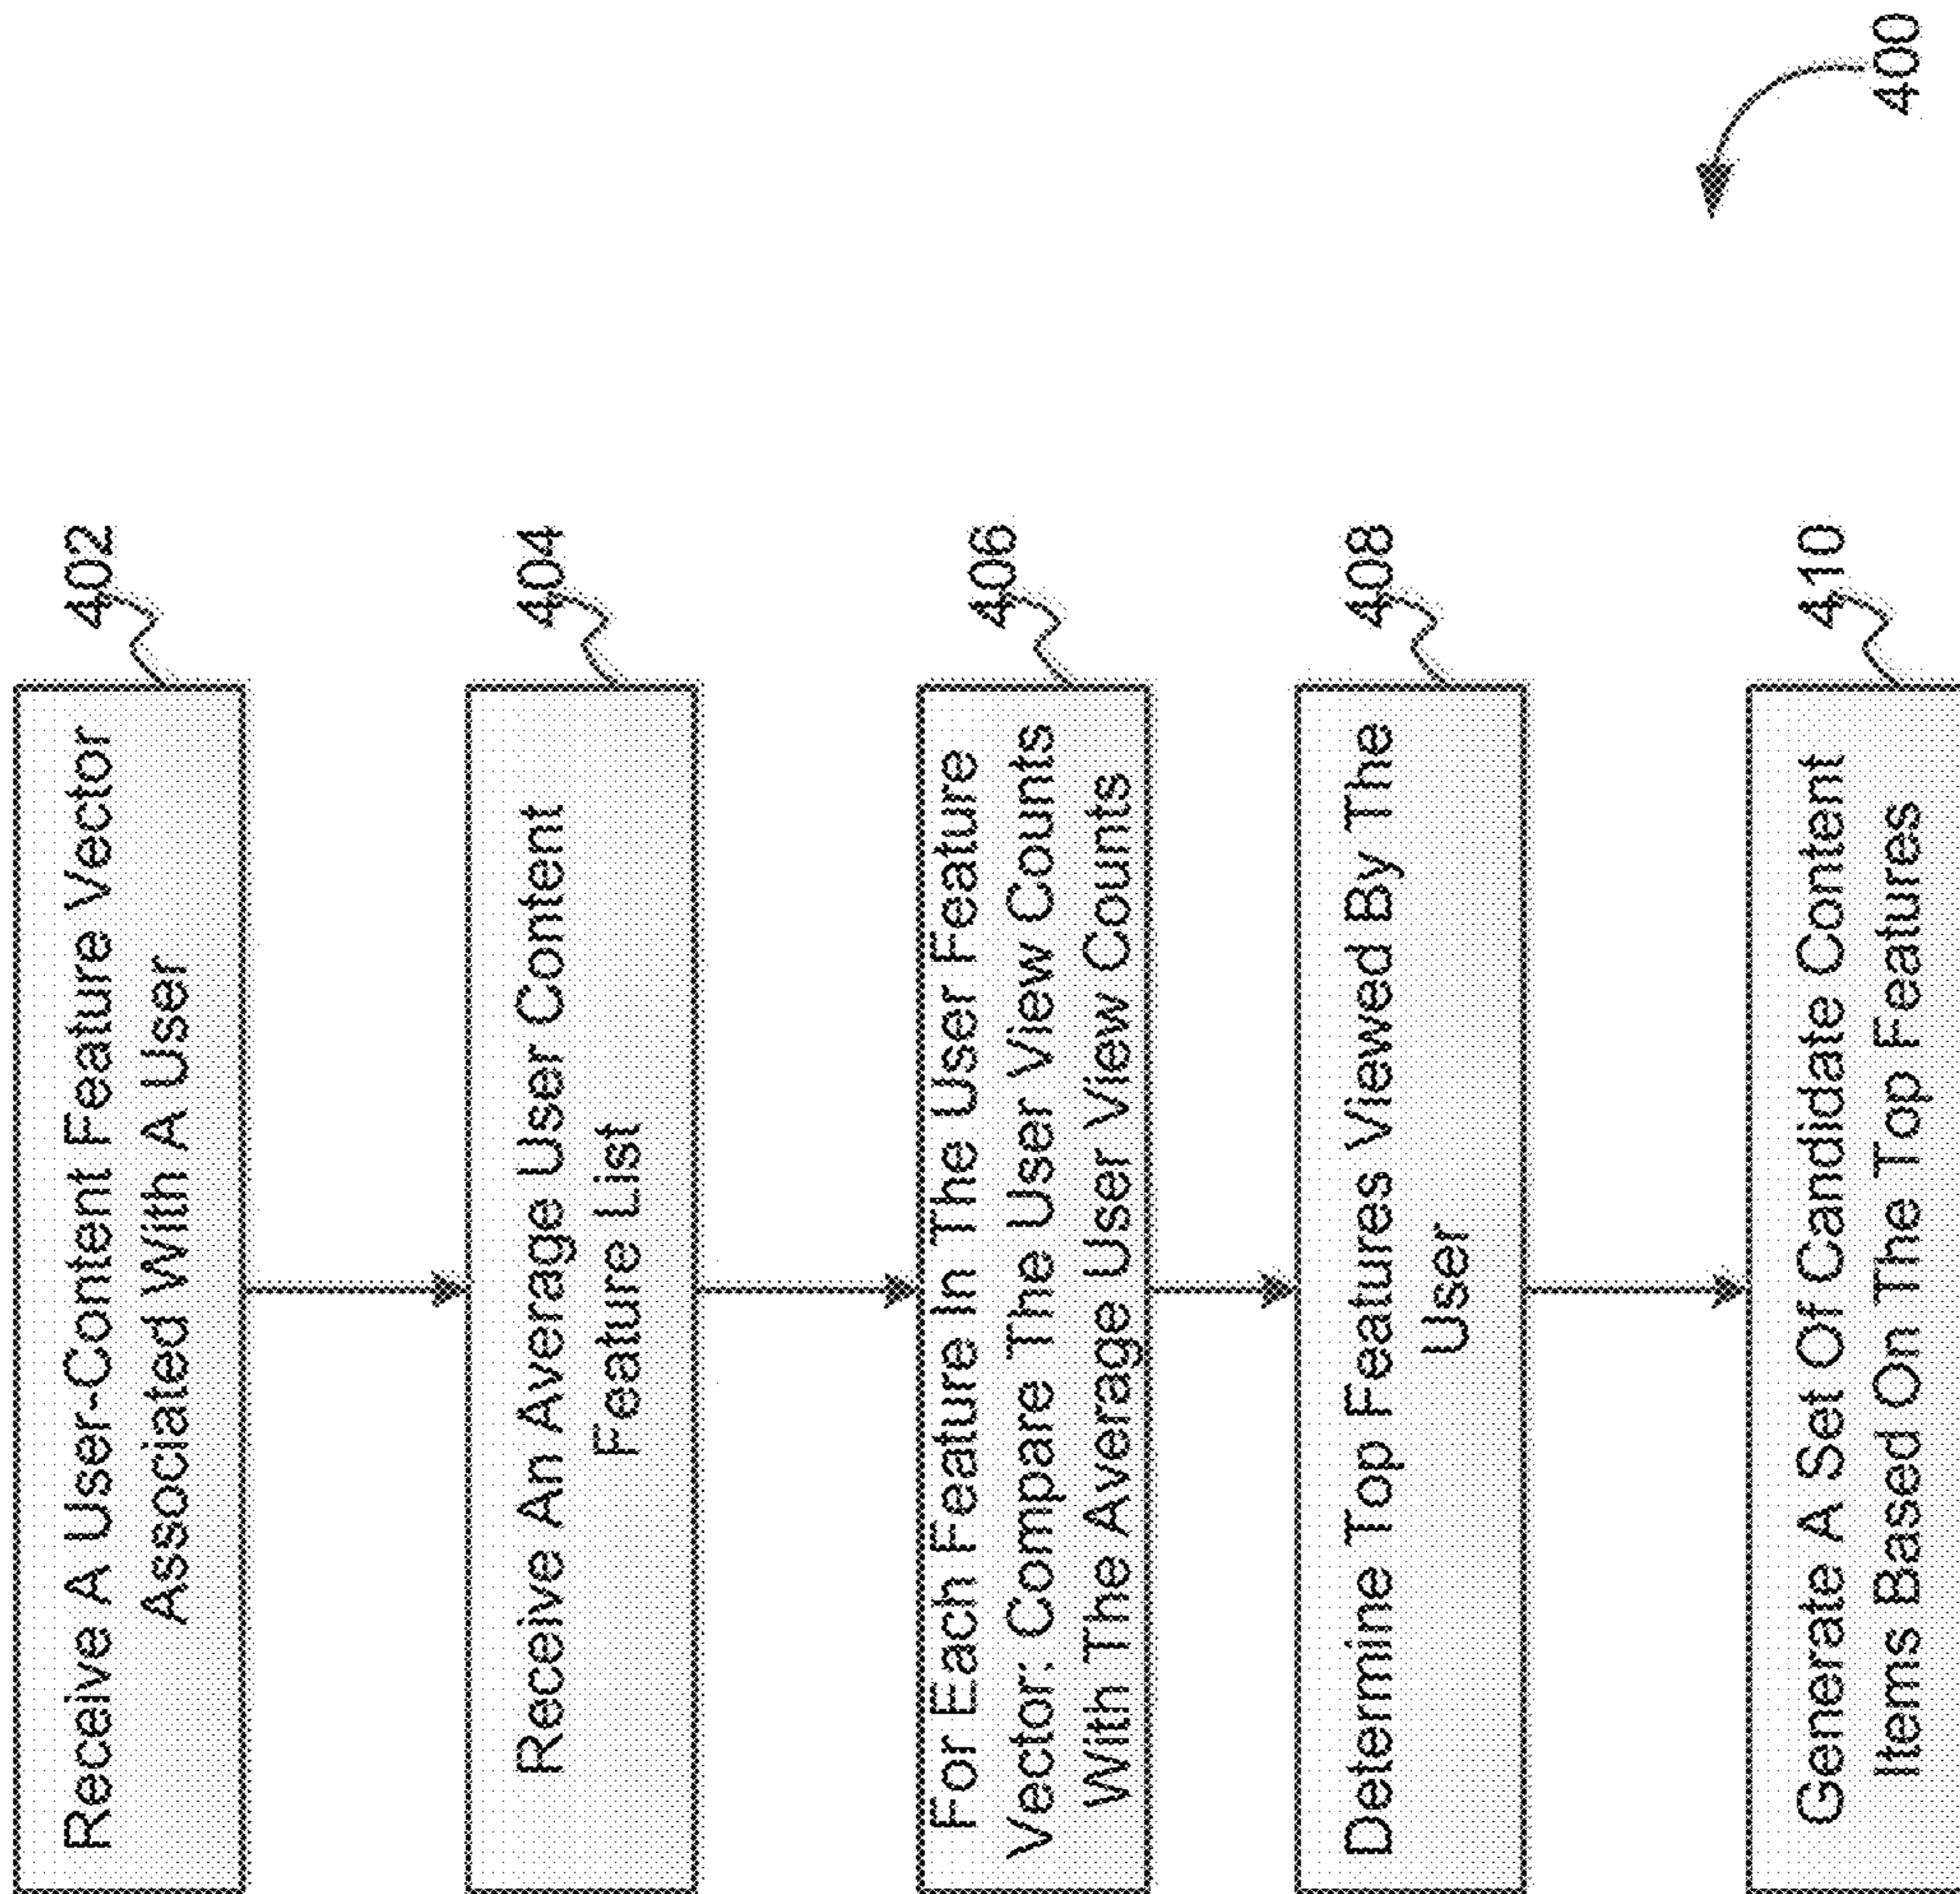 Receive A User-Content Feature Vector
Associated With A User
402
Receive An Average User Content
Feature List
404
For Each Feature In The User Feature
Vector: Compare The User View Counts
With The Average User View Counts
406
Determine Top Features Viewed By The
User
408
Generate A Set Of Candidate Content
Items Based On The Top Features
410
400